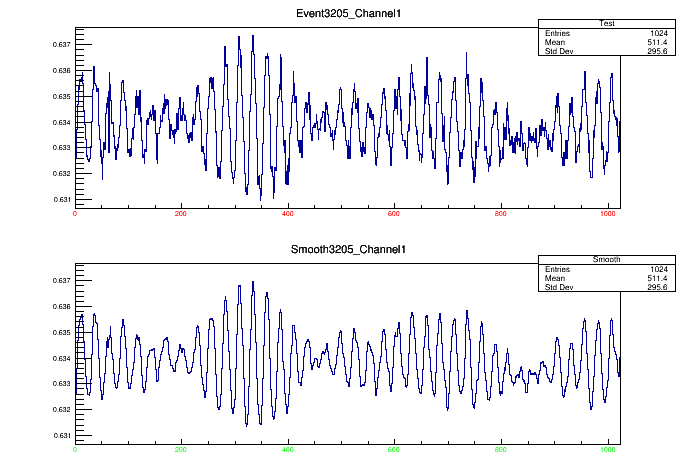 Event3205_Channel1
Test
Entries 1024
Mean 511.4
Std Dev 295.6
0.637
0.636
0.635
0.634
0.633
0.632
0.631
0 200 400 600 800 1000
Smooth3205_Channel1
Smooth
Entries 1024
Mean 511.4
Std Dev 295.6
0.637
0.636
0.635
0.634
0.633
0.632
0.631
0 200 400 600 800 1000